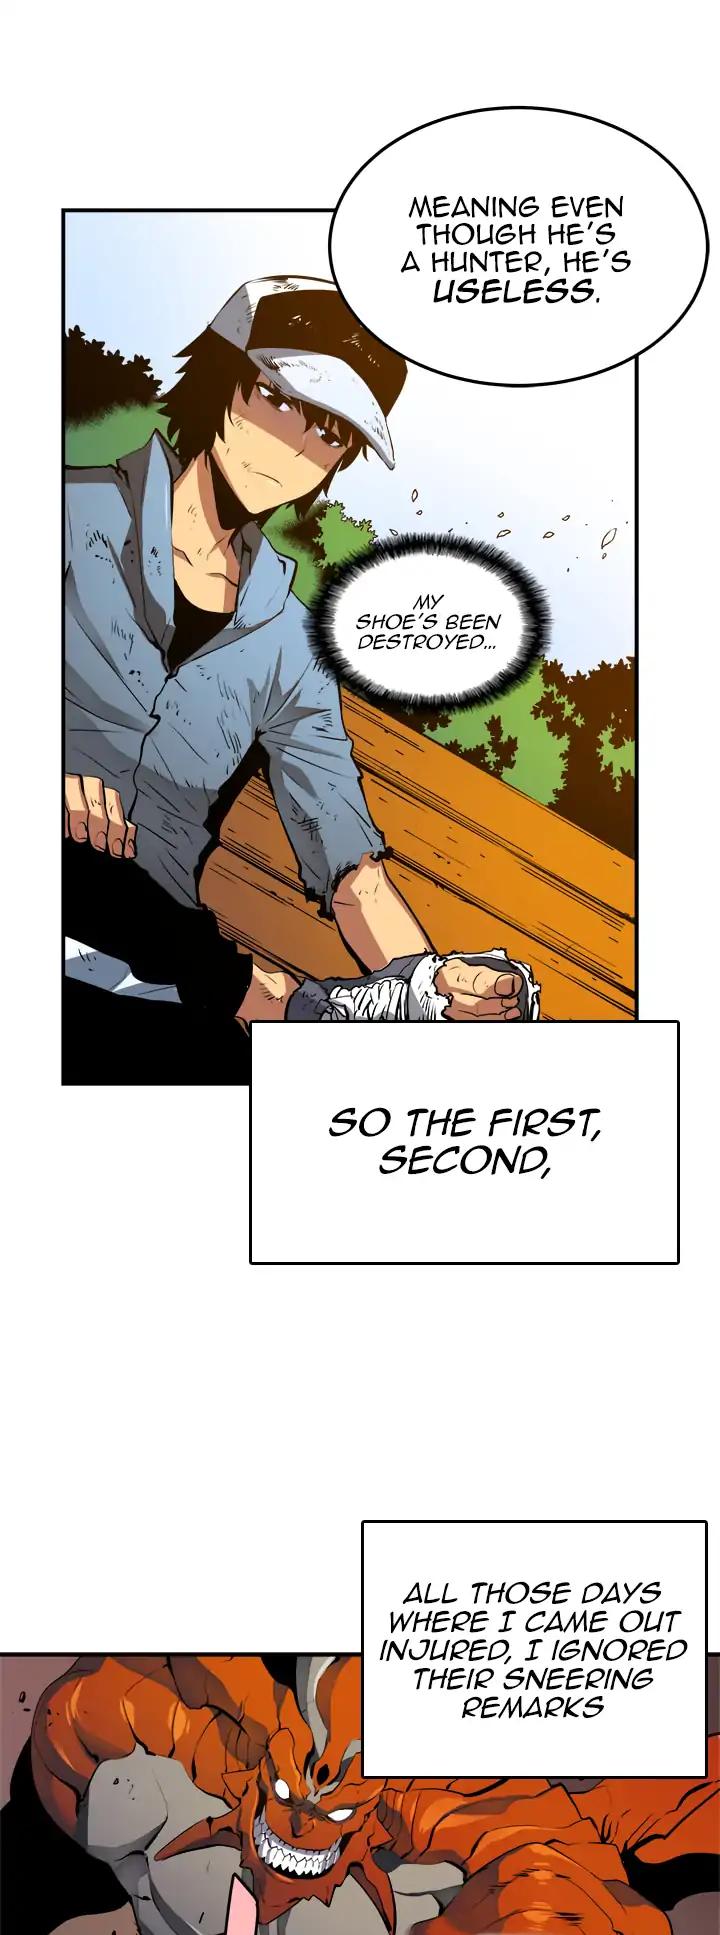 MEANING EVEN
THOUGH HE'S
A HUNTER, HE'S
USELESS.
MY
SHOE'S BEEN
DESTROYED...
SO THE FIRST,
SECOND,
ALL THOSE DAYS
WHERE I CAME OUT
INJURED, I IGNORED
THEIR SNEERING
REMARKS